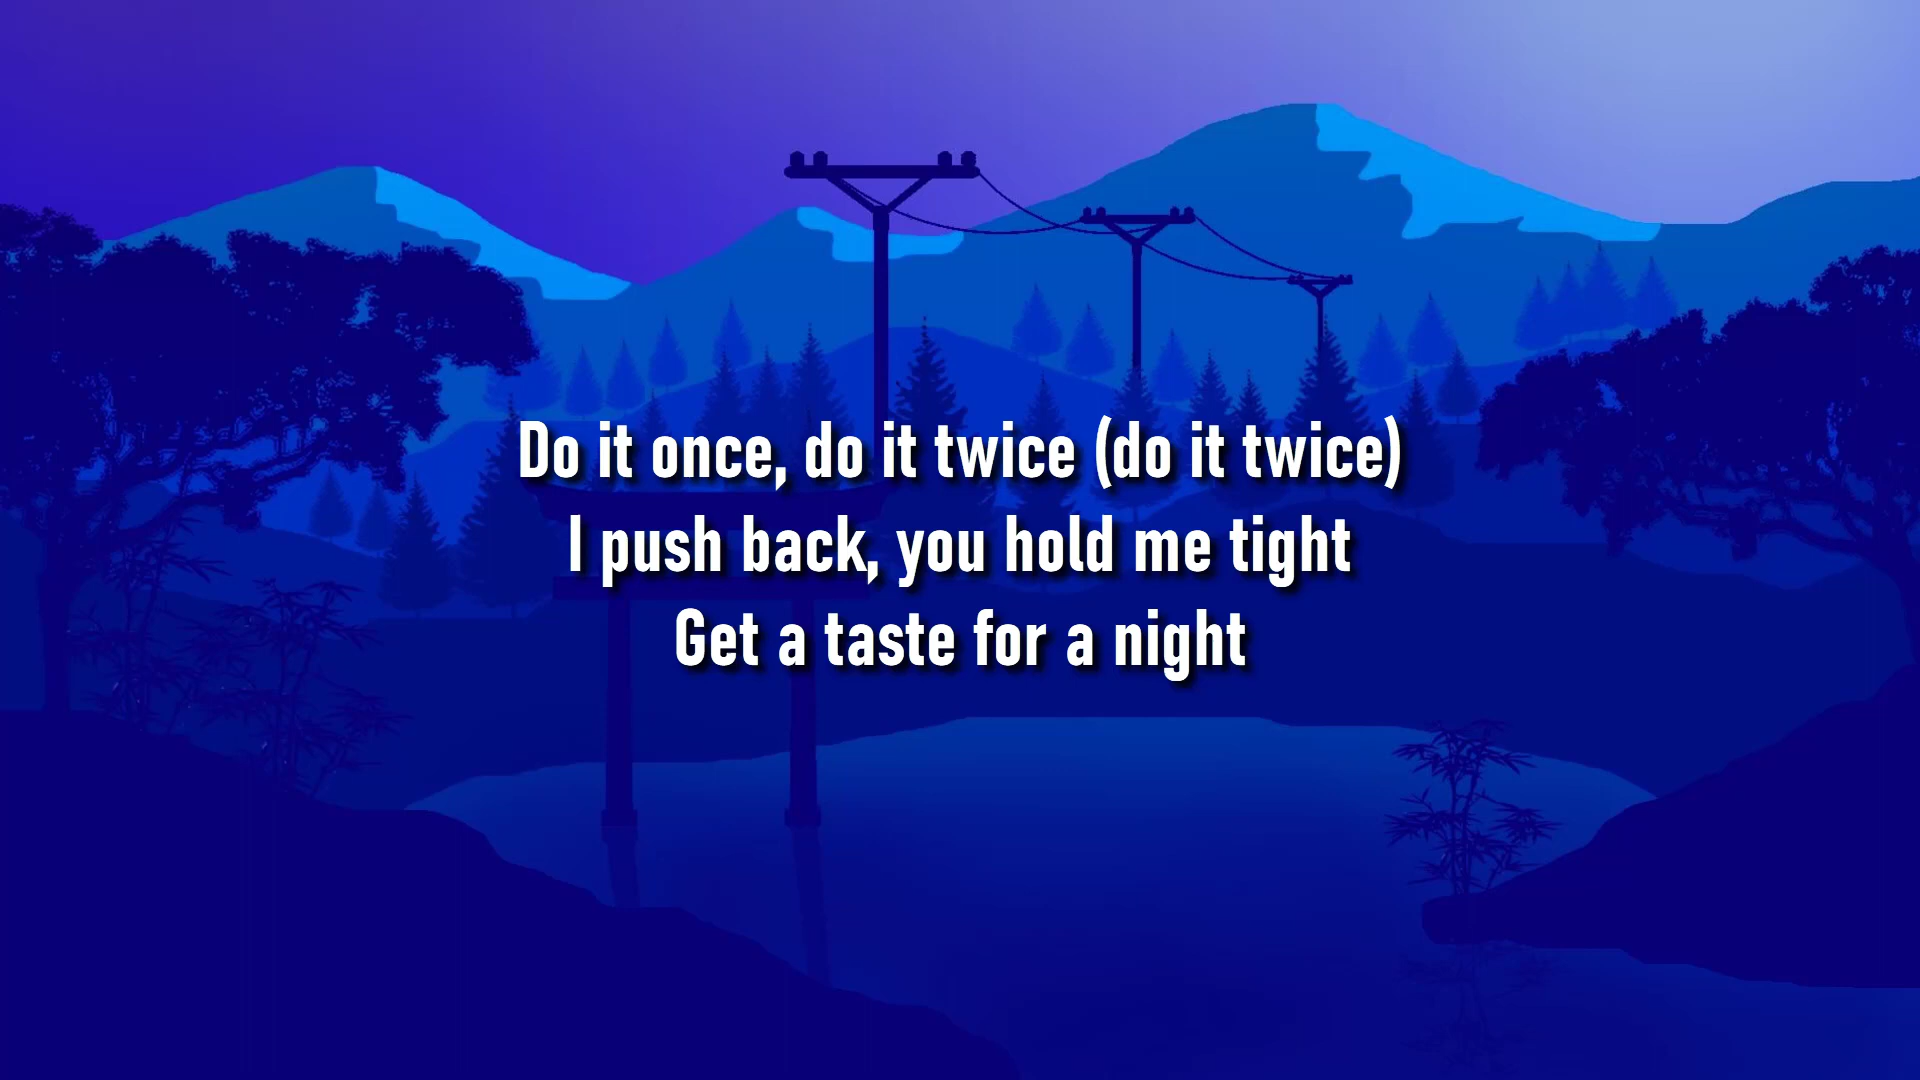 Do it once, do it twice (do it twice)
I push back, you hold me tight
Get a taste for a night